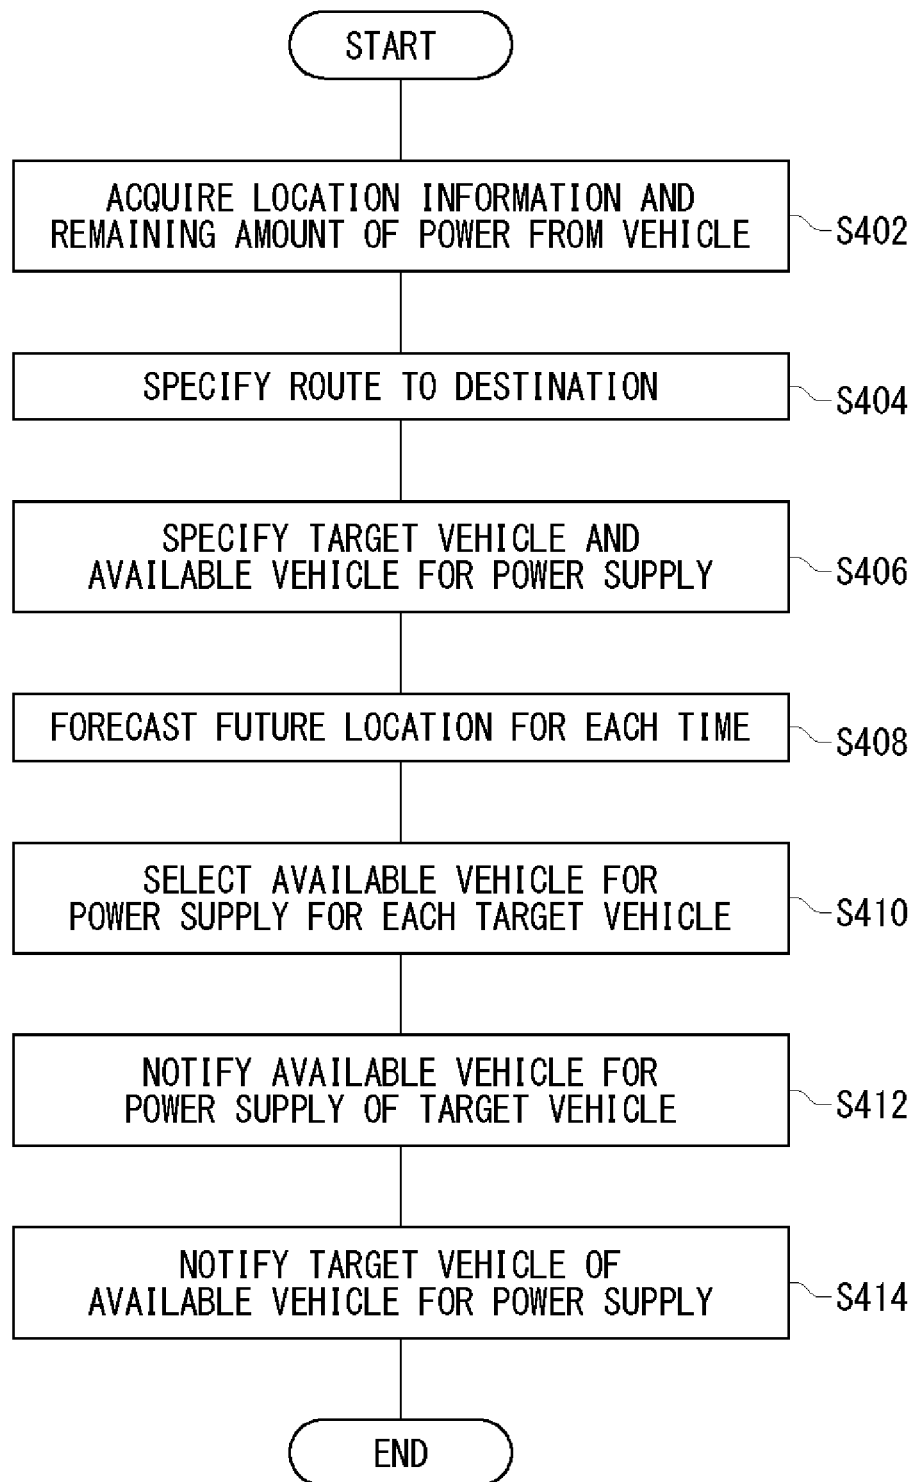 START
ACQUIRE LOCATION INFORMATION AND
REMAINING AMOUNT OF POWER FROM VEHICLE
S402
SPECIFY ROUTE TO DESTINATION
S404
SPECIFY TARGET VEHICLE AND
AVAILABLE VEHICLE FOR POWER SUPPLY
S406
FORECAST FUTURE LOCATION FOR EACH TIME
S408
SELECT AVAILABLE VEHICLE FOR
POWER SUPPLY FOR EACH TARGET VEHICLE
S410
NOTIFY AVAILABLE VEHICLE FOR
POWER SUPPLY OF TARGET VEHICLE
S412
NOTIFY TARGET VEHICLE OF
AVAILABLE VEHICLE FOR POWER SUPPLY
S414
END